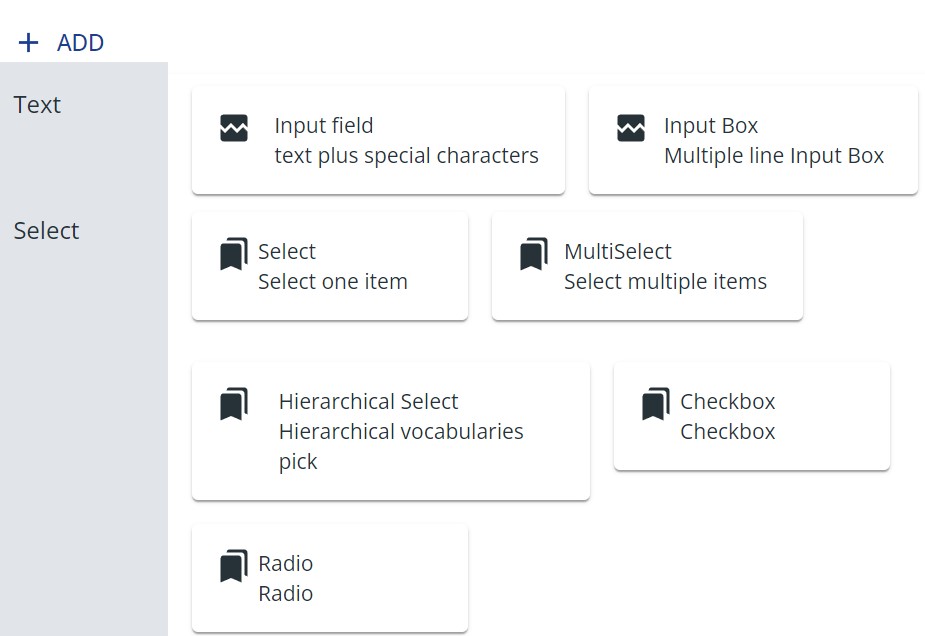 + ADD
Text
Input field
text plus special characters
Input Box
Multiple line Input Box
Select
Select
Select one item
MultiSelect
Select multiple items
Hierarchical Select
Hierarchical vocabularies
pick
Checkbox
Checkbox
Radio
Radio